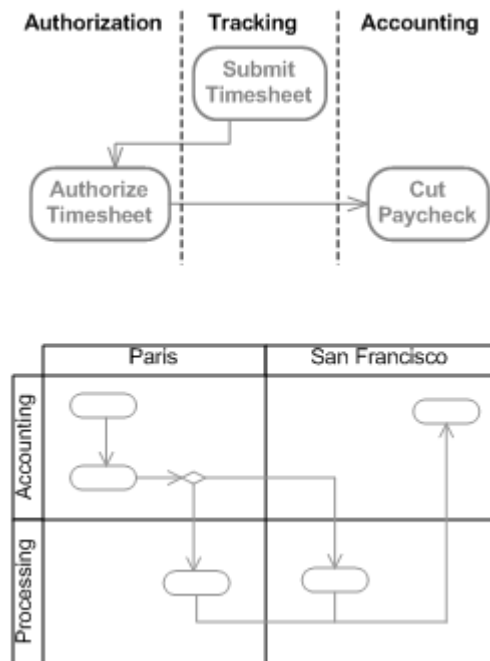 Authorization Tracking Accounting
Submit
Timesheet
Authorize
Timesheet
Cut
Paycheck
Paris San Francisco
Accounting
Processing